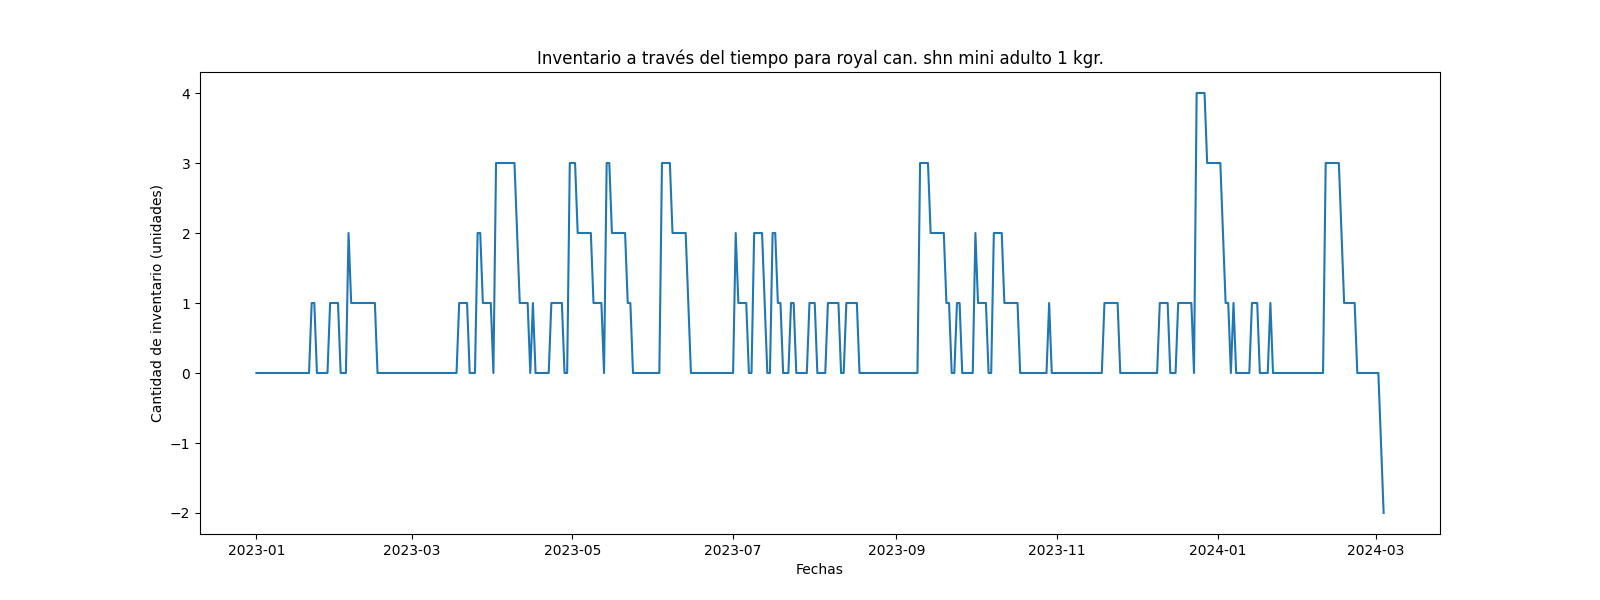 Inventario a través del tiempo para royal can. shn mini adulto 1 kgr.
Cantidad de inventario (unidades)
4
3
2
1
0
−1
−2
2023-01 2023-03 2023-05 2023-07 2023-09 2023-11 2024-01 2024-03
Fechas